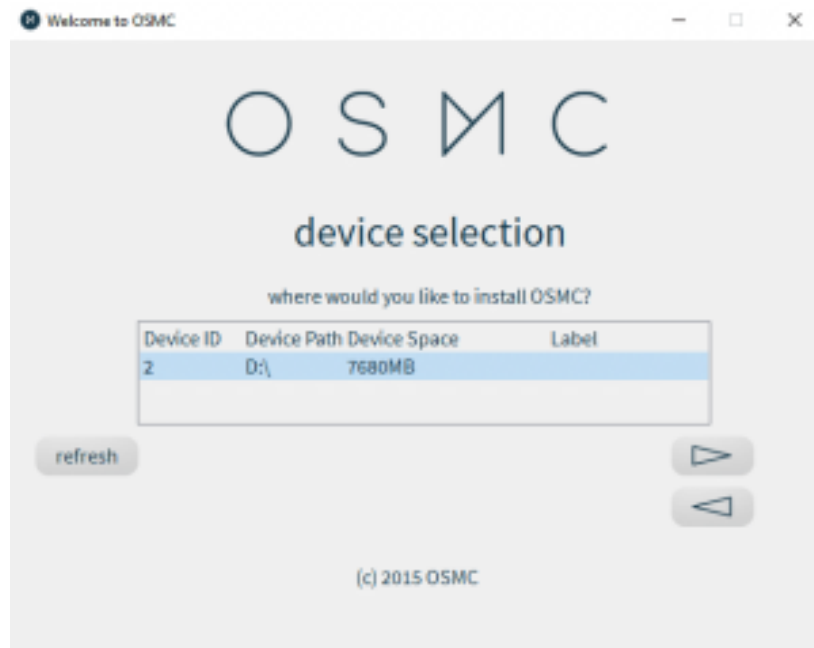 Welcome to OSMC
OSMC
device selection
where would you like to install OSMC?
Device ID Device Path Device Space Label
2 D:\ 7680MB
refresh
(c) 2015 OSMC